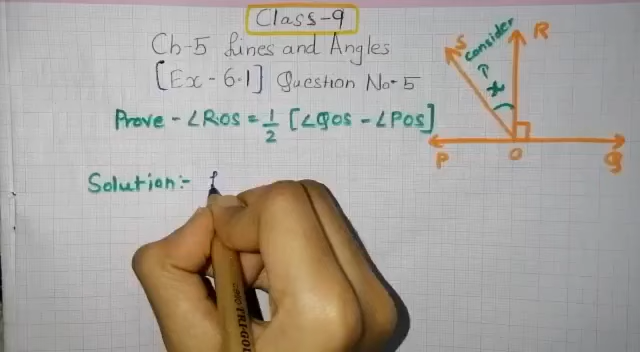 Class-9
Ch-5 Lines and Angles
[Ex-6.1] Question No-5
Prove - ∠ROS = 1/2 [∠QOS - ∠POS]
Solution:-
S
consider
x
R
P
O
Q